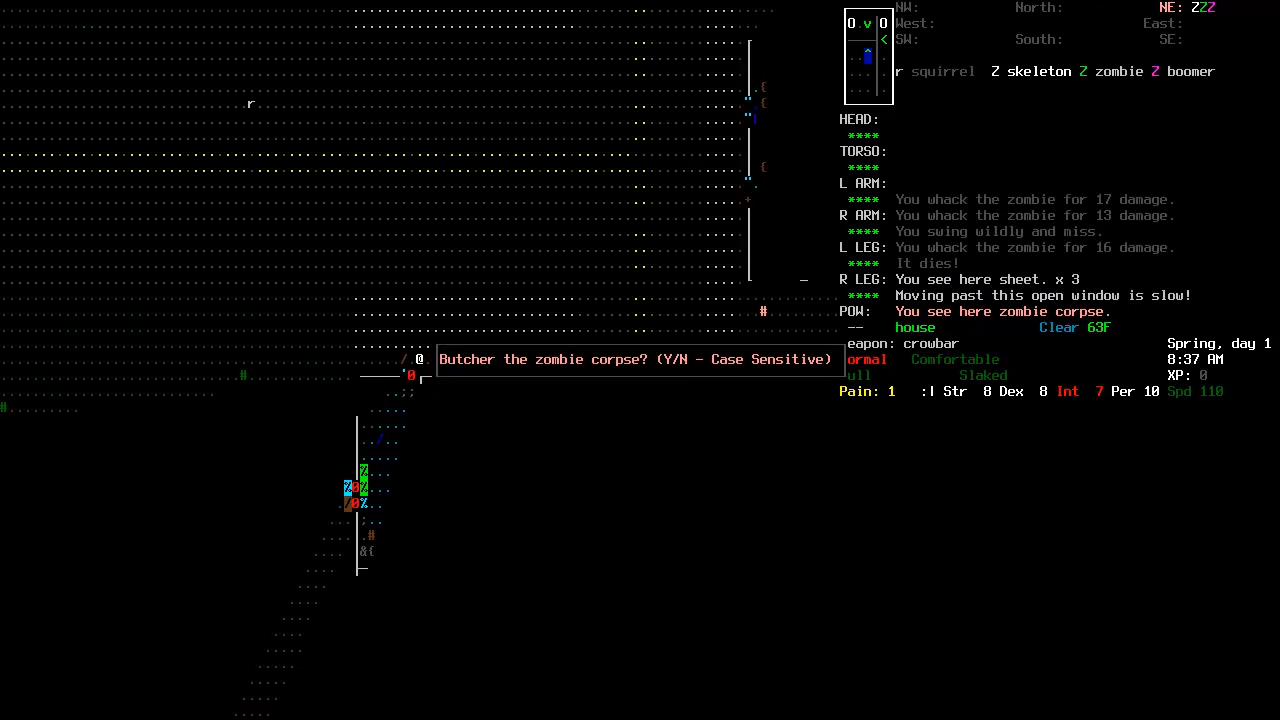 NW: North: NE: ZZZ
West: East:
SW: South: SE:
r squirrel Z skeleton Z zombie Z boomer
HEAD:
****
TORSO:
****
L ARM:
**** You whack the zombie for 17 damage.
R ARM: You whack the zombie for 13 damage.
**** You swing wildly and miss.
L LEG: You whack the zombie for 16 damage.
**** It dies!
R LEG: You see here sheet. x 3
**** Moving past this open window is slow!
POW: You see here zombie corpse.
-- house Clear 63F
eapon: crowbar Spring, day 1
Butcher the zombie corpse? (Y/N - Case Sensitive)
ormal Comfortable 8:37 AM
ull Slaked XP: 0
Pain: 1 :| Str 8 Dex 8 Int 7 Per 10 Spd 110